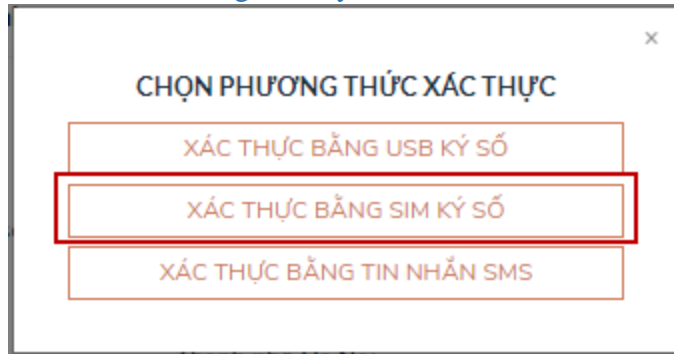 ×
CHỌN PHƯƠNG THỨC XÁC THỰC
XÁC THỰC BẰNG USB KÝ SỐ
XÁC THỰC BẰNG SIM KÝ SỐ
XÁC THỰC BẰNG TIN NHẮN SMS